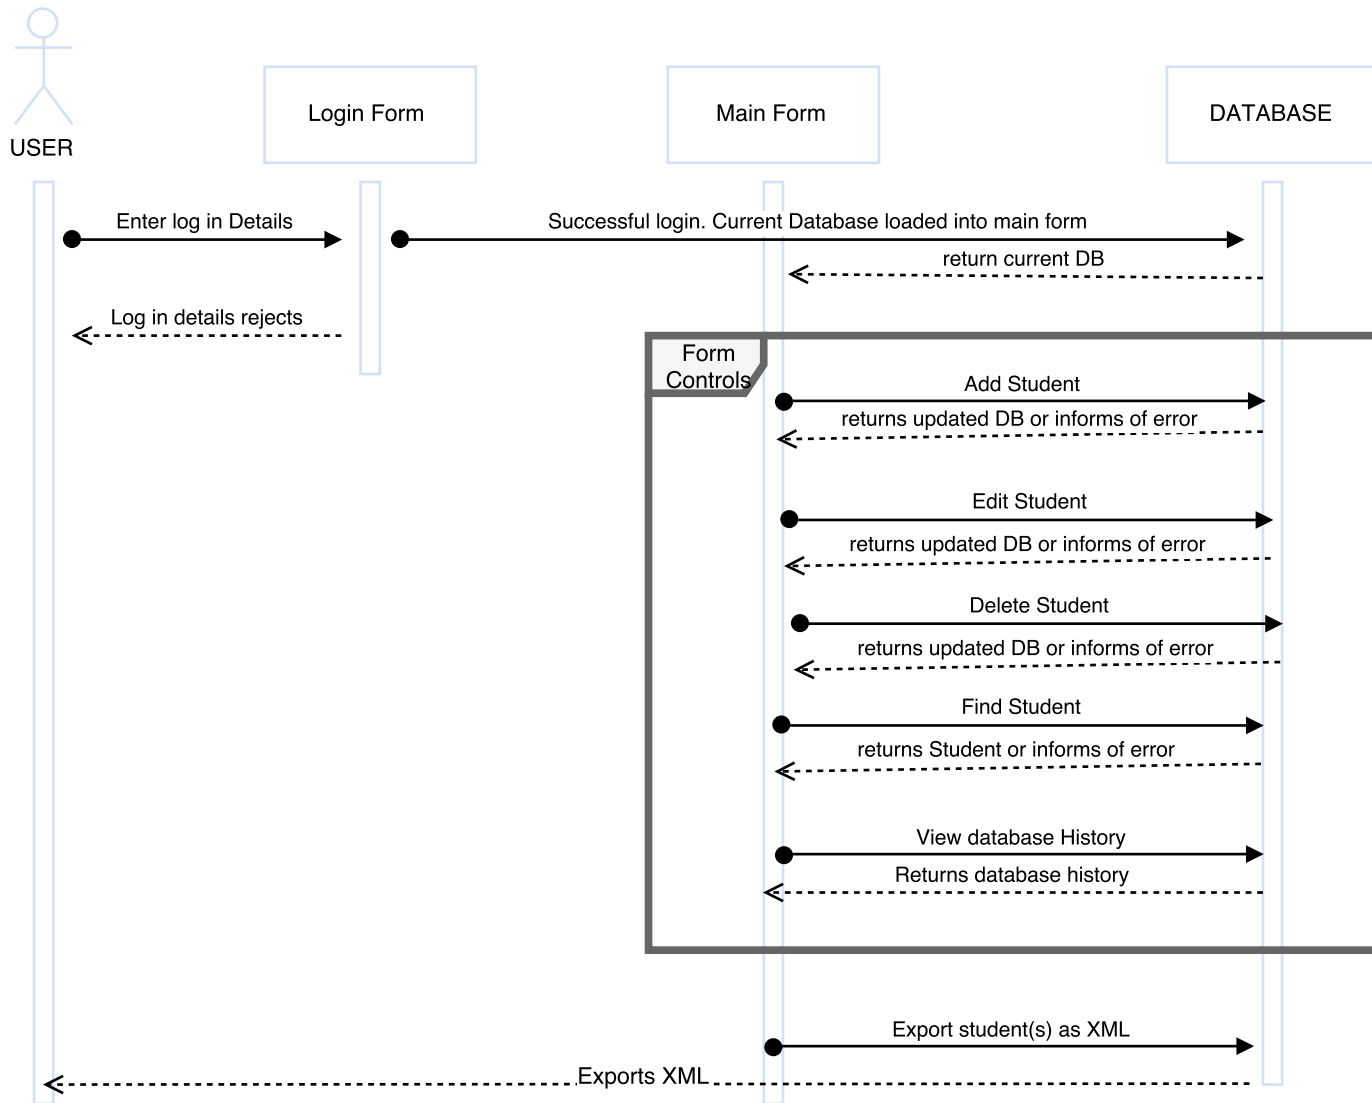 USER
Login Form
Main Form
DATABASE
Enter log in Details
Successful login. Current Database loaded into main form
return current DB
Log in details rejects
Form
Controls
Add Student
returns updated DB or informs of error
Edit Student
returns updated DB or informs of error
Delete Student
returns updated DB or informs of error
Find Student
returns Student or informs of error
View database History
Returns database history
Export student(s) as XML
Exports XML